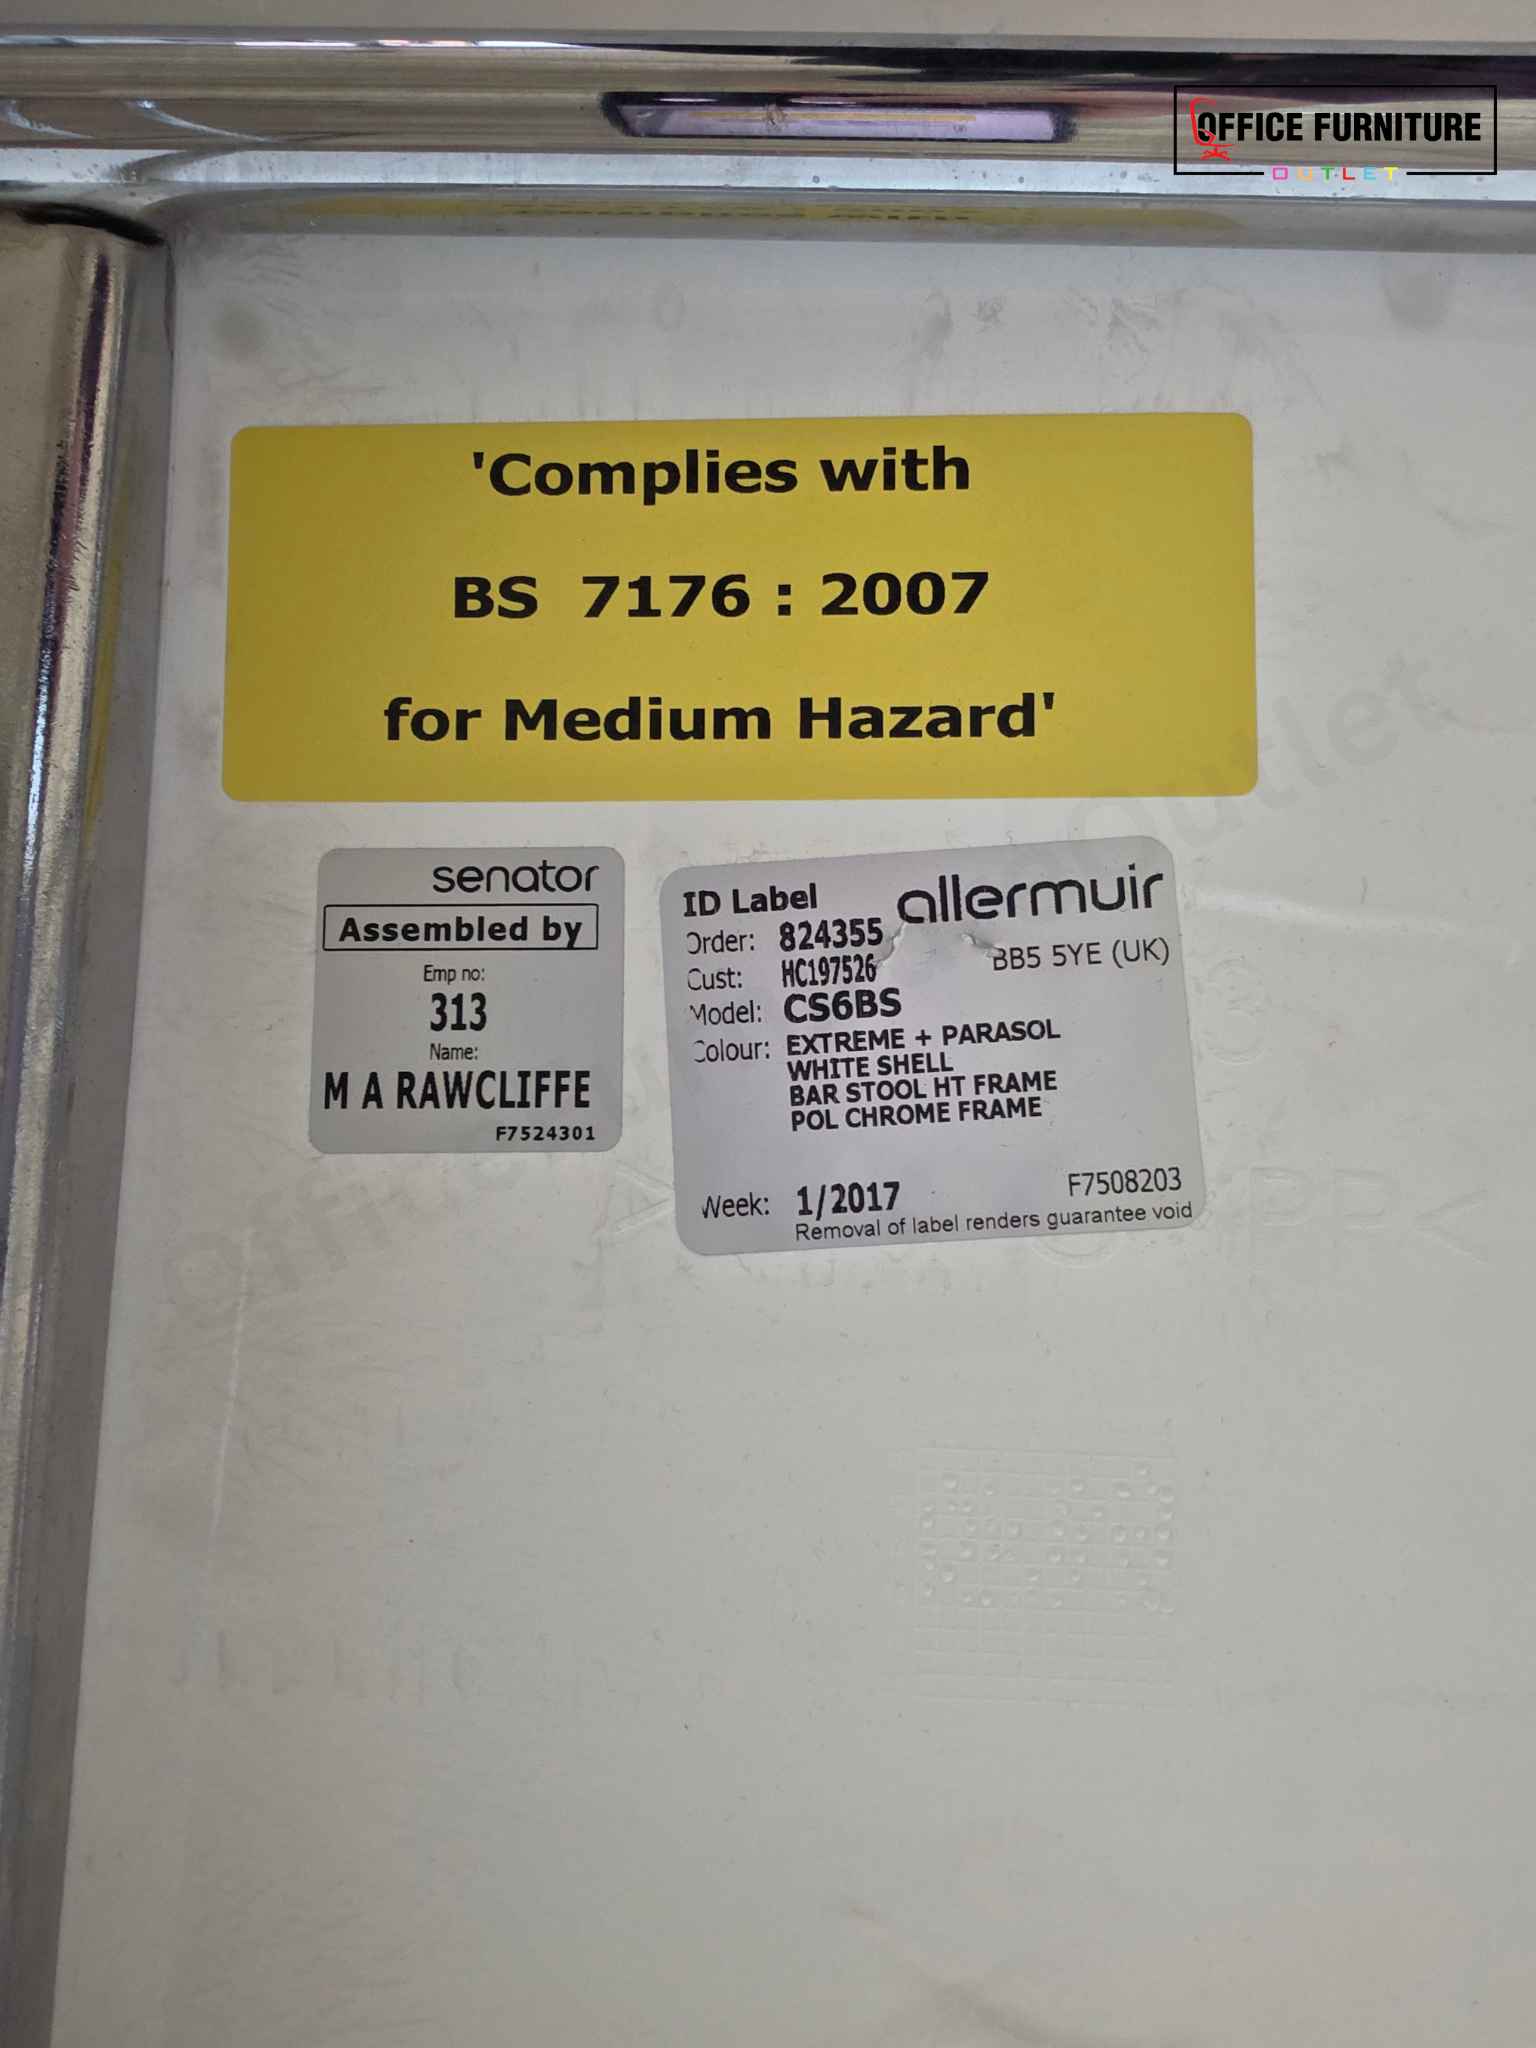 OFFICE FURNITURE
OUTLET
'Complies with
BS 7176 : 2007
for Medium Hazard'
senator
Assembled by
Emp no:
313
Name:
M A RAWCLIFFE
F7524301
ID Label allermuir
Order: 824355
BB5 5YE (UK)
Cust: HC197526
Model: CS6BS
Colour: EXTREME + PARASOL
WHITE SHELL
BAR STOOL HT FRAME
POL CHROME FRAME
Week: 1/2017 F7508203
Removal of label renders guarantee void